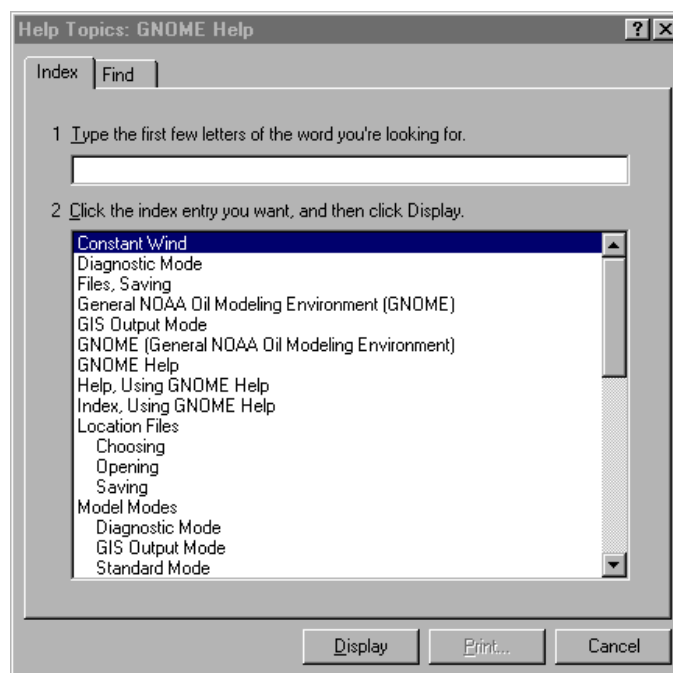 Help Topics: GNOME Help
Index Find
1 Type the first few letters of the word you're looking for.
2 Click the index entry you want, and then click Display.
Constant Wind
Diagnostic Mode
Files, Saving
General NOAA Oil Modeling Environment (GNOME)
GIS Output Mode
GNOME (General NOAA Oil Modeling Environment)
GNOME Help
Help, Using GNOME Help
Index, Using GNOME Help
Location Files
Choosing
Opening
Saving
Model Modes
Diagnostic Mode
GIS Output Mode
Standard Mode
Display Print... Cancel